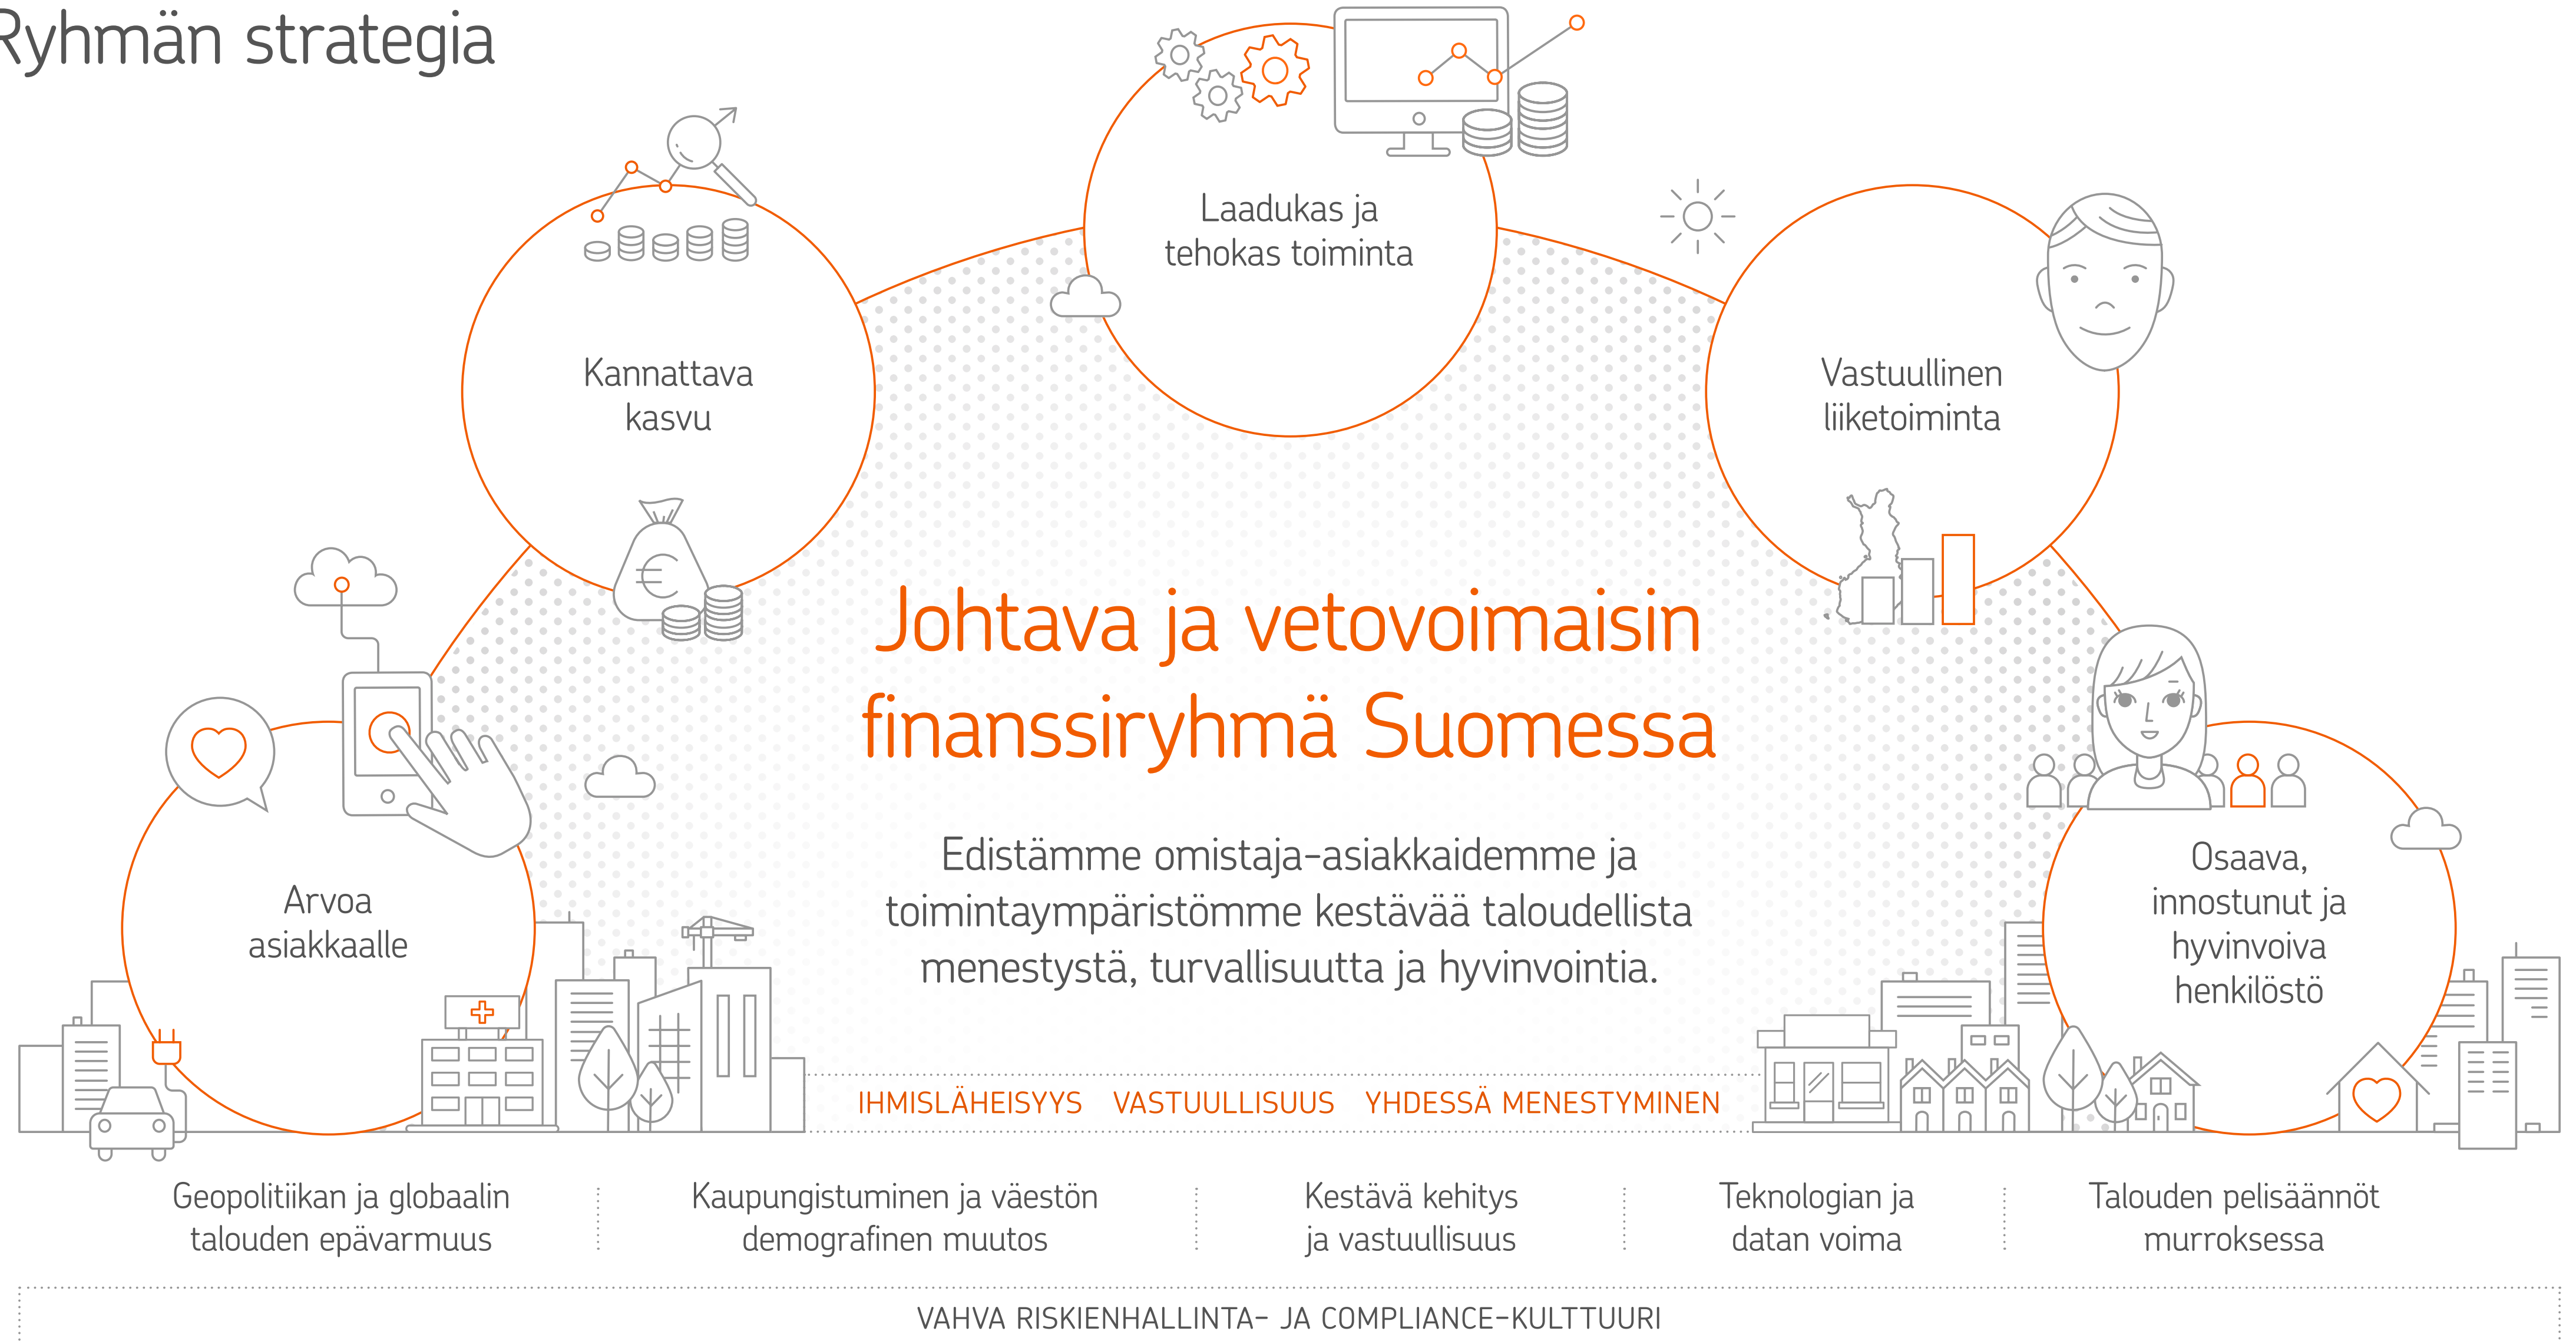 Ryhmän strategia
Laadukas ja
tehokas toiminta
Kannattava
kasvu
Vastuullinen
liiketoiminta
Arvoa
asiakkaalle
Osaava,
innostunut ja
hyvinvoiva
henkilöstö
Johtava ja vetovoimaisin
finanssiryhmä Suomessa
Edistämme omistaja-asiakkaidemme ja
toimintaympäristömme kestävää taloudellista
menestystä, turvallisuutta ja hyvinvointia.
IHMISLÄHEISYYS VASTUULLISUUS YHDESSÄ MENESTYMINEN
Geopolitiikan ja globaalin
talouden epävarmuus
Kaupungistuminen ja väestön
demografinen muutos
Kestävä kehitys
ja vastuullisuus
Teknologian ja
datan voima
Talouden pelisäännöt
murroksessa
VAHVA RISKIENHALLINTA- JA COMPLIANCE-KULTTUURI